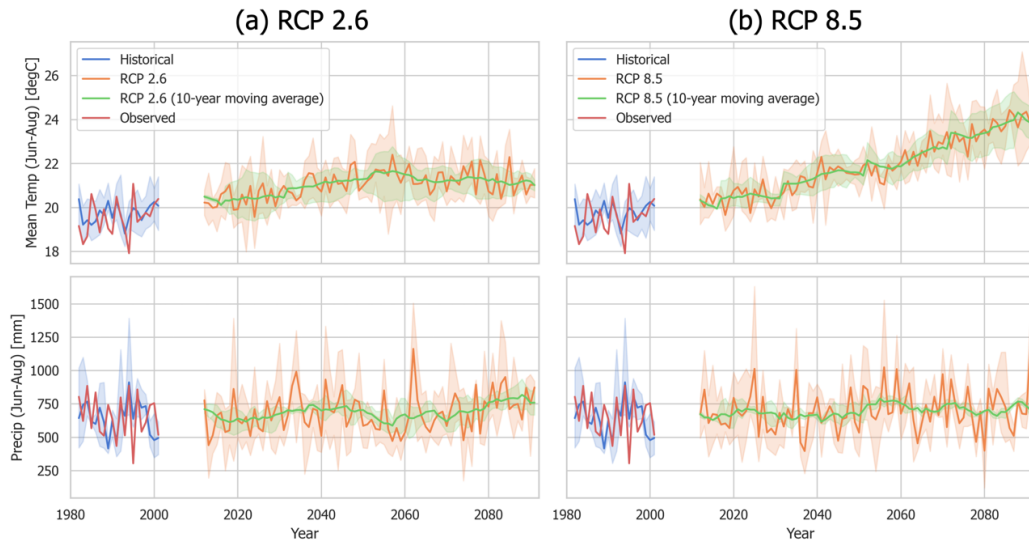 (a) RCP 2.6
(b) RCP 8.5
Historical
RCP 2.6
RCP 2.6 (10-year moving average)
Observed
Historical
RCP 8.5
RCP 8.5 (10-year moving average)
Observed
Mean Temp (Jun-Aug) [degC]
26
24
22
20
18
Precip (Jun-Aug) [mm]
1500
1250
1000
750
500
250
1980 2000 2020 2040 2060 2080
1980 2000 2020 2040 2060 2080
Year
Year